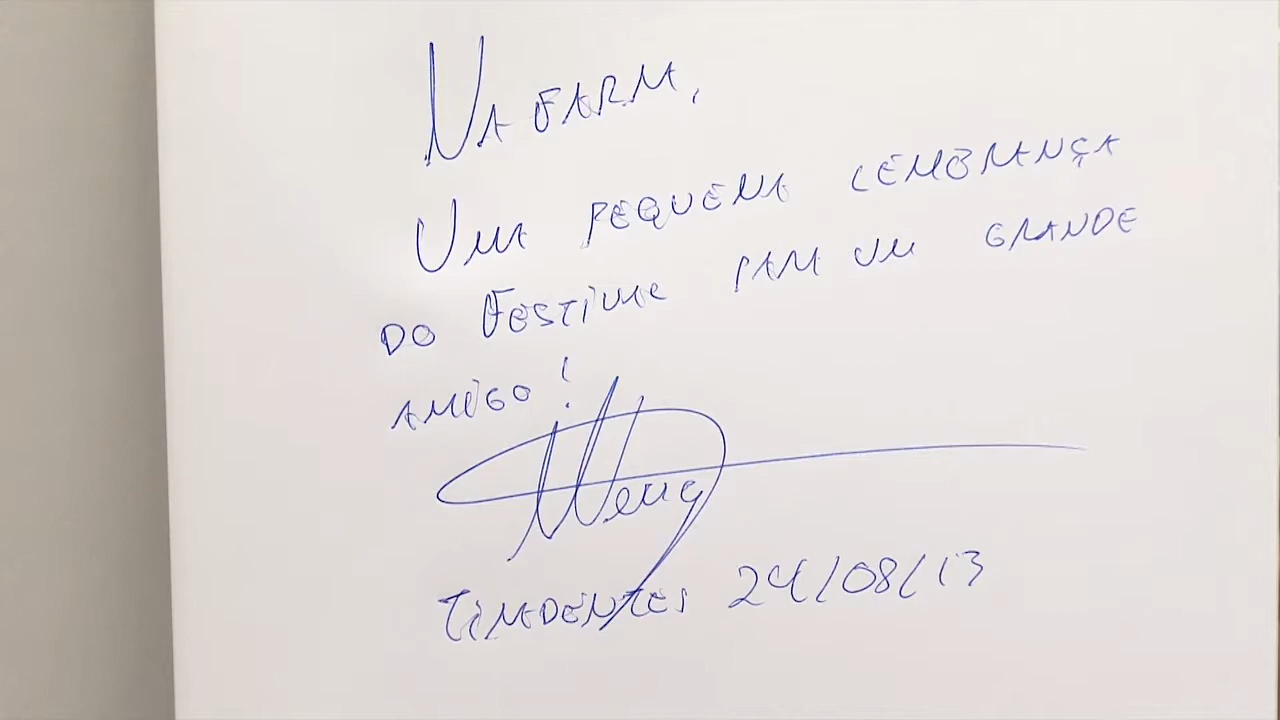 NA FARM,
UMA PEQUENA LEMBRANÇA
DO FESTIVAL PARA UM GRANDE
AMIGO!
TIRADENTES 24/08/13